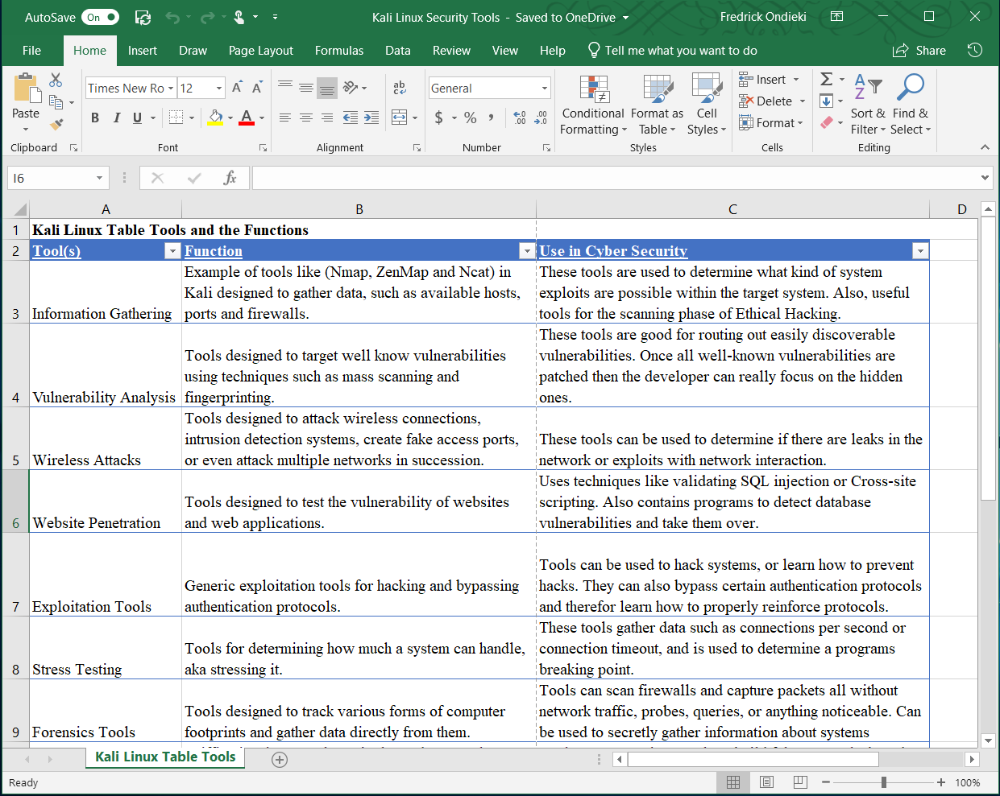 AutoSave On Kali Linux Security Tools - Saved to OneDrive Fredrick Ondieki
File Home Insert Draw Page Layout Formulas Data Review View Help Tell me what you want to do Share
Times New Ro 12 General
Paste
B I U A $ % , .00
Conditional Formatting
Format as Table
Cell Styles
Insert
Delete
Format
Sort & Filter
Find & Select
Clipboard Font Alignment Number Styles Cells Editing
I6 fx
A B C D
1 Kali Linux Table Tools and the Functions
2 Tool(s) Function Use in Cyber Security
3 Information Gathering
Example of tools like (Nmap, ZenMap and Ncat) in
Kali designed to gather data, such as available hosts,
ports and firewalls.
These tools are used to determine what kind of system
exploits are possible within the target system. Also, useful
tools for the scanning phase of Ethical Hacking.
4 Vulnerability Analysis
Tools designed to target well know vulnerabilities
using techniques such as mass scanning and
fingerprinting.
These tools are good for routing out easily discoverable
vulnerabilities. Once all well-known vulnerabilities are
patched then the developer can really focus on the hidden
ones.
5 Wireless Attacks
Tools designed to attack wireless connections,
intrusion detection systems, create fake access ports,
or even attack multiple networks in succession.
These tools can be used to determine if there are leaks in the
network or exploits with network interaction.
6 Website Penetration
Tools designed to test the vulnerability of websites
and web applications.
Uses techniques like validating SQL injection or Cross-site
scripting. Also contains programs to detect database
vulnerabilities and take them over.
7 Exploitation Tools
Generic exploitation tools for hacking and bypassing
authentication protocols.
Tools can be used to hack systems, or learn how to prevent
hacks. They can also bypass certain authentication protocols
and therefor learn how to properly reinforce protocols.
8 Stress Testing
Tools for determining how much a system can handle,
aka stressing it.
These tools gather data such as connections per second or
connection timeout, and is used to determine a programs
breaking point.
9 Forensics Tools
Tools designed to track various forms of computer
footprints and gather data directly from them.
Tools can scan firewalls and capture packets all without
network traffic, probes, queries, or anything noticeable. Can
be used to secretly gather information about systems
Kali Linux Table Tools
Ready 100%